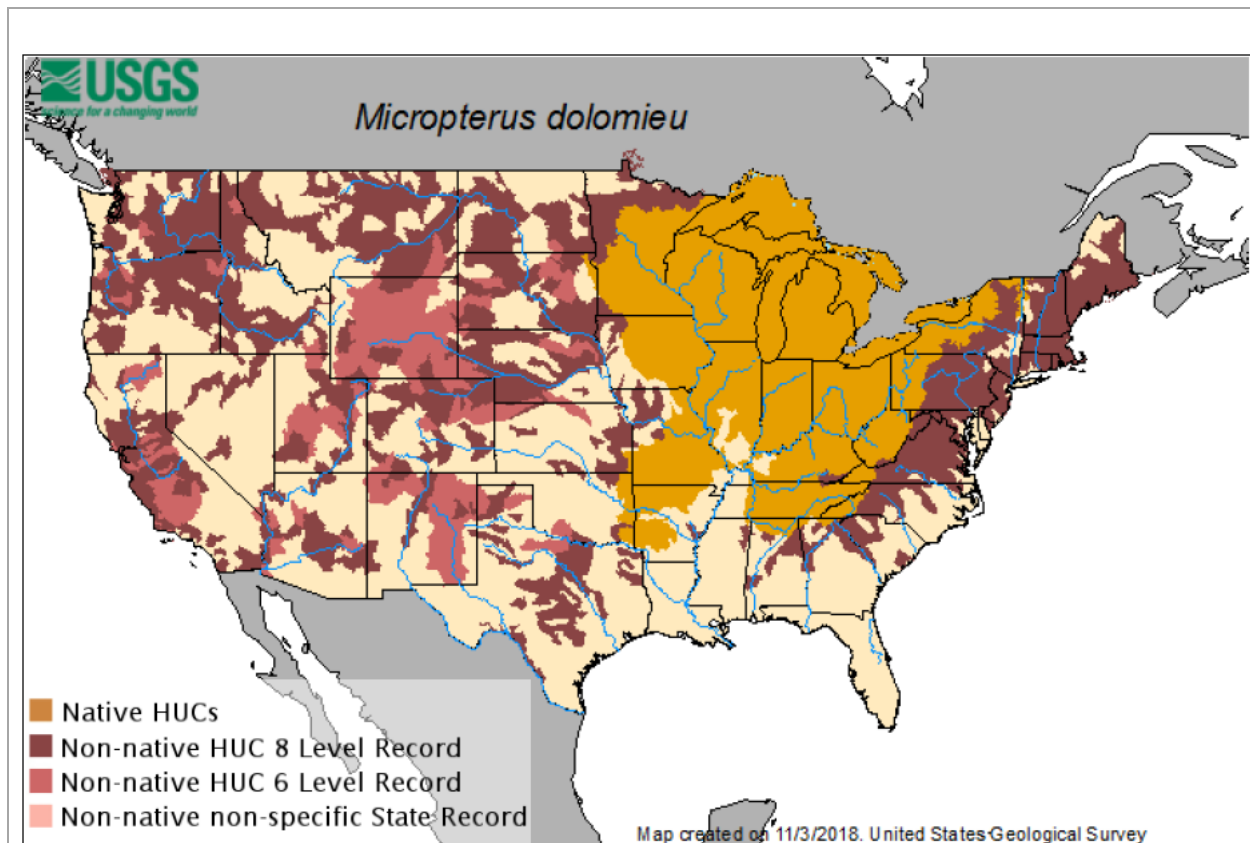 USGS
science for a changing world
Micropterus dolomieu
Native HUCs
Non-native HUC 8 Level Record
Non-native HUC 6 Level Record
Non-native non-specific State Record
Map created on 11/3/2018. United States Geological Survey